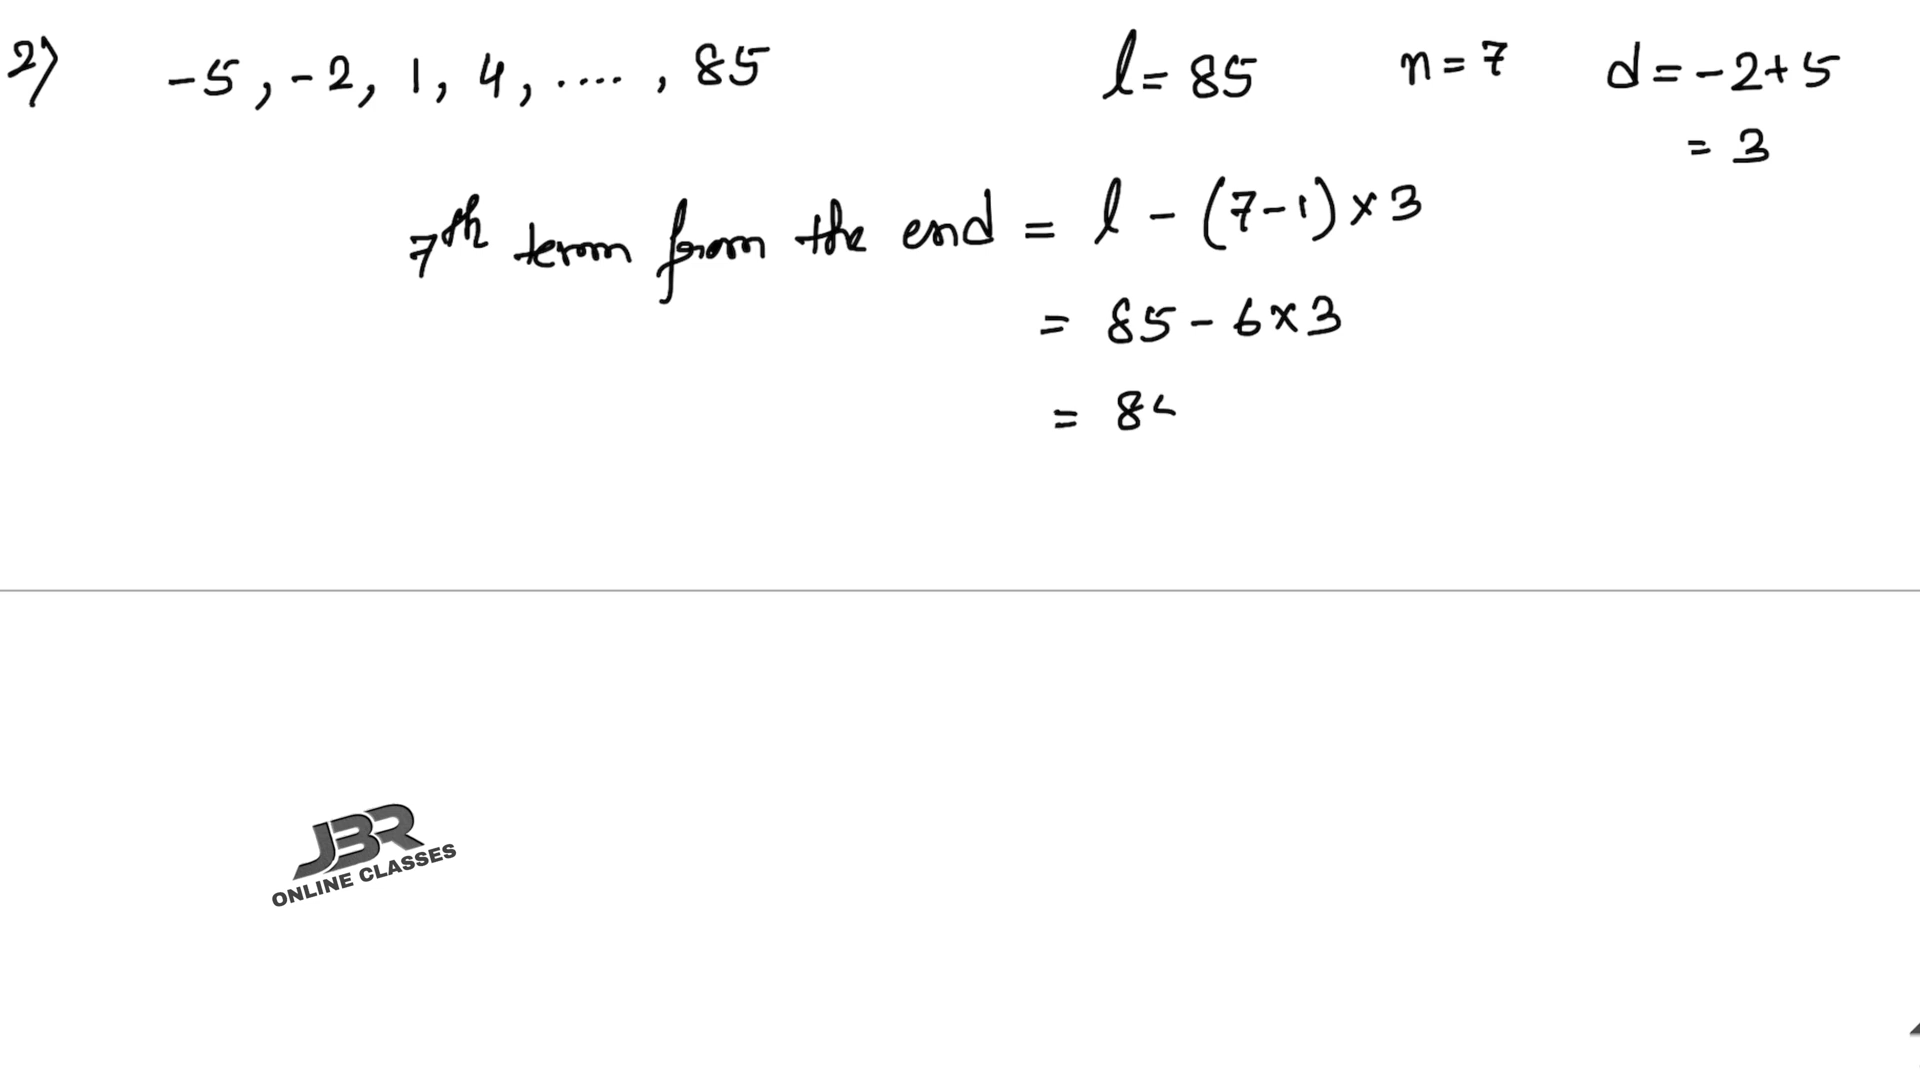 2) -5, -2, 1, 4, ...., 85 l = 85 n = 7 d = -2+5
= 3
7th term from the end = l - (7-1) × 3
= 85 - 6×3
= 8
JBR
ONLINE CLASSES